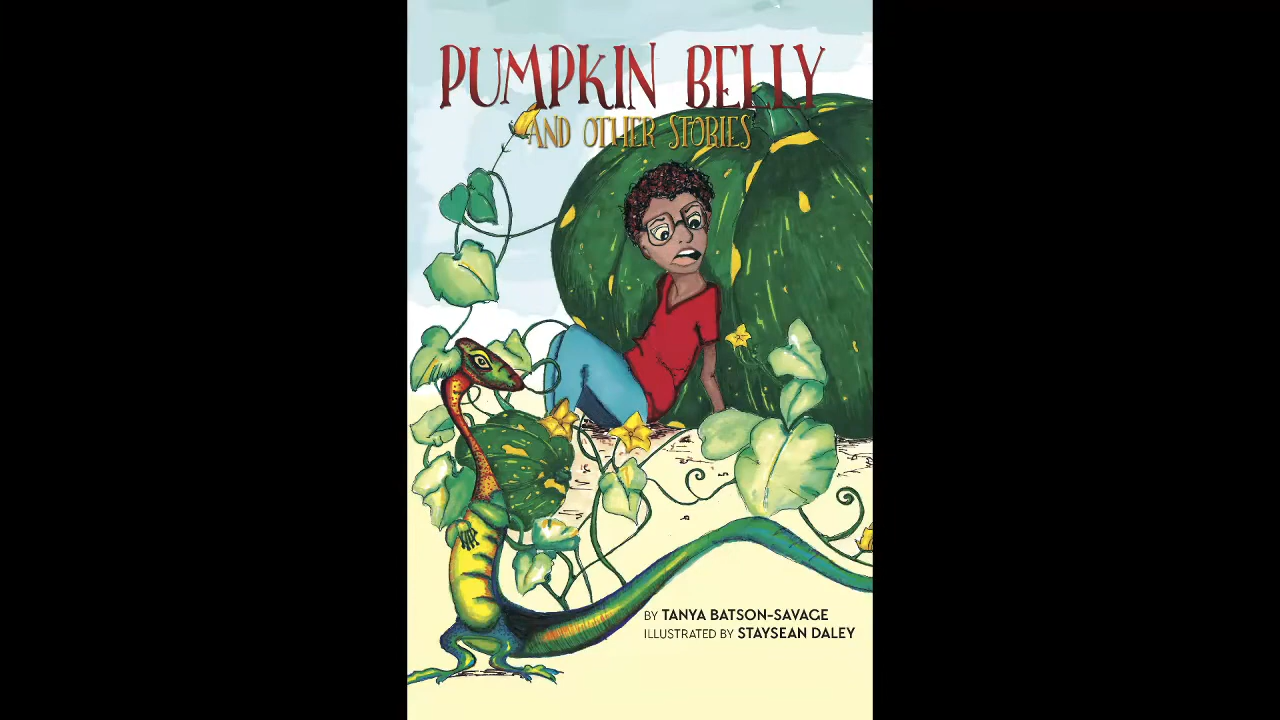 PUMPKIN BELLY
AND OTHER STORIES
BY TANYA BATSON-SAVAGE
ILLUSTRATED BY STAYSEAN DALEY